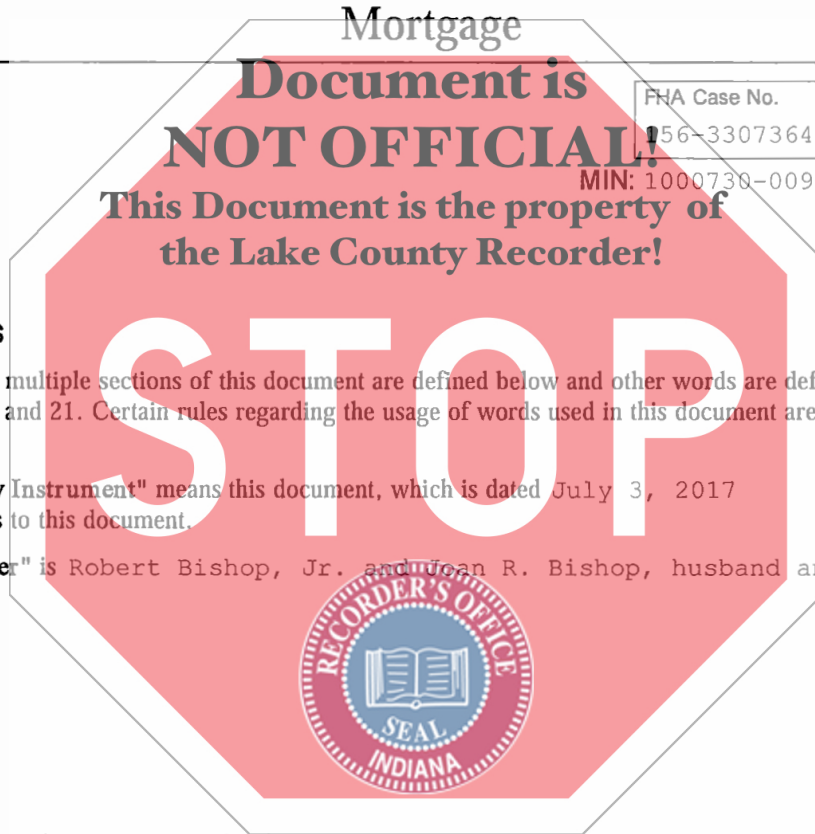 Mortgage
Document is
NOT OFFICIAL!
This Document is the property of
the Lake County Recorder!
FHA Case No.
156-3307364
MIN: 1000730-009
STOP
multiple sections of this document are defined below and other words are def
and 21. Certain rules regarding the usage of words used in this document are
y Instrument" means this document, which is dated July 3, 2017
s to this document.
er" is Robert Bishop, Jr. and Joan R. Bishop, husband an
RECORDER'S OFFICE
SEAL
INDIANA